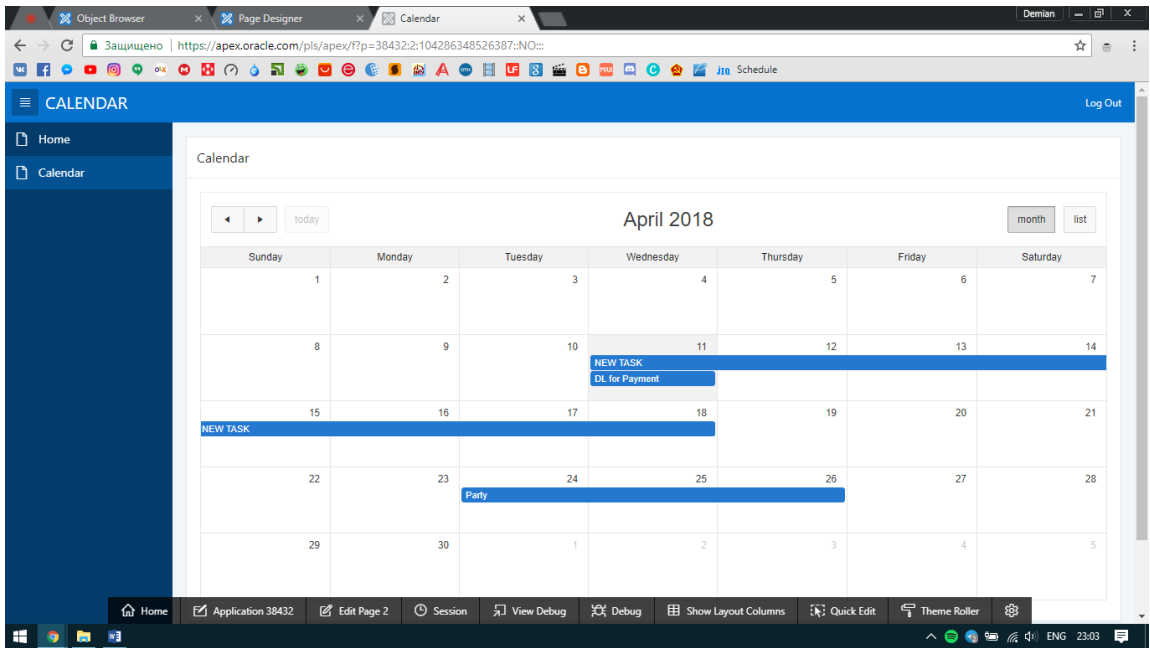 Object Browser
Page Designer
Calendar
Demian
Защищено https://apex.oracle.com/pls/apex/f?p=38432:2:104286348526387::NO:::
Schedule
CALENDAR
Log Out
Home
Calendar
Calendar
today
April 2018
month
list
Sunday Monday Tuesday Wednesday Thursday Friday Saturday
1 2 3 4 5 6 7
8 9 10 11 12 13 14
NEW TASK
DL for Payment
15 16 17 18 19 20 21
NEW TASK
22 23 24 25 26 27 28
Party
29 30 1 2 3 4 5
Home Application 38432 Edit Page 2 Session View Debug Debug Show Layout Columns Quick Edit Theme Roller
ENG 23:03